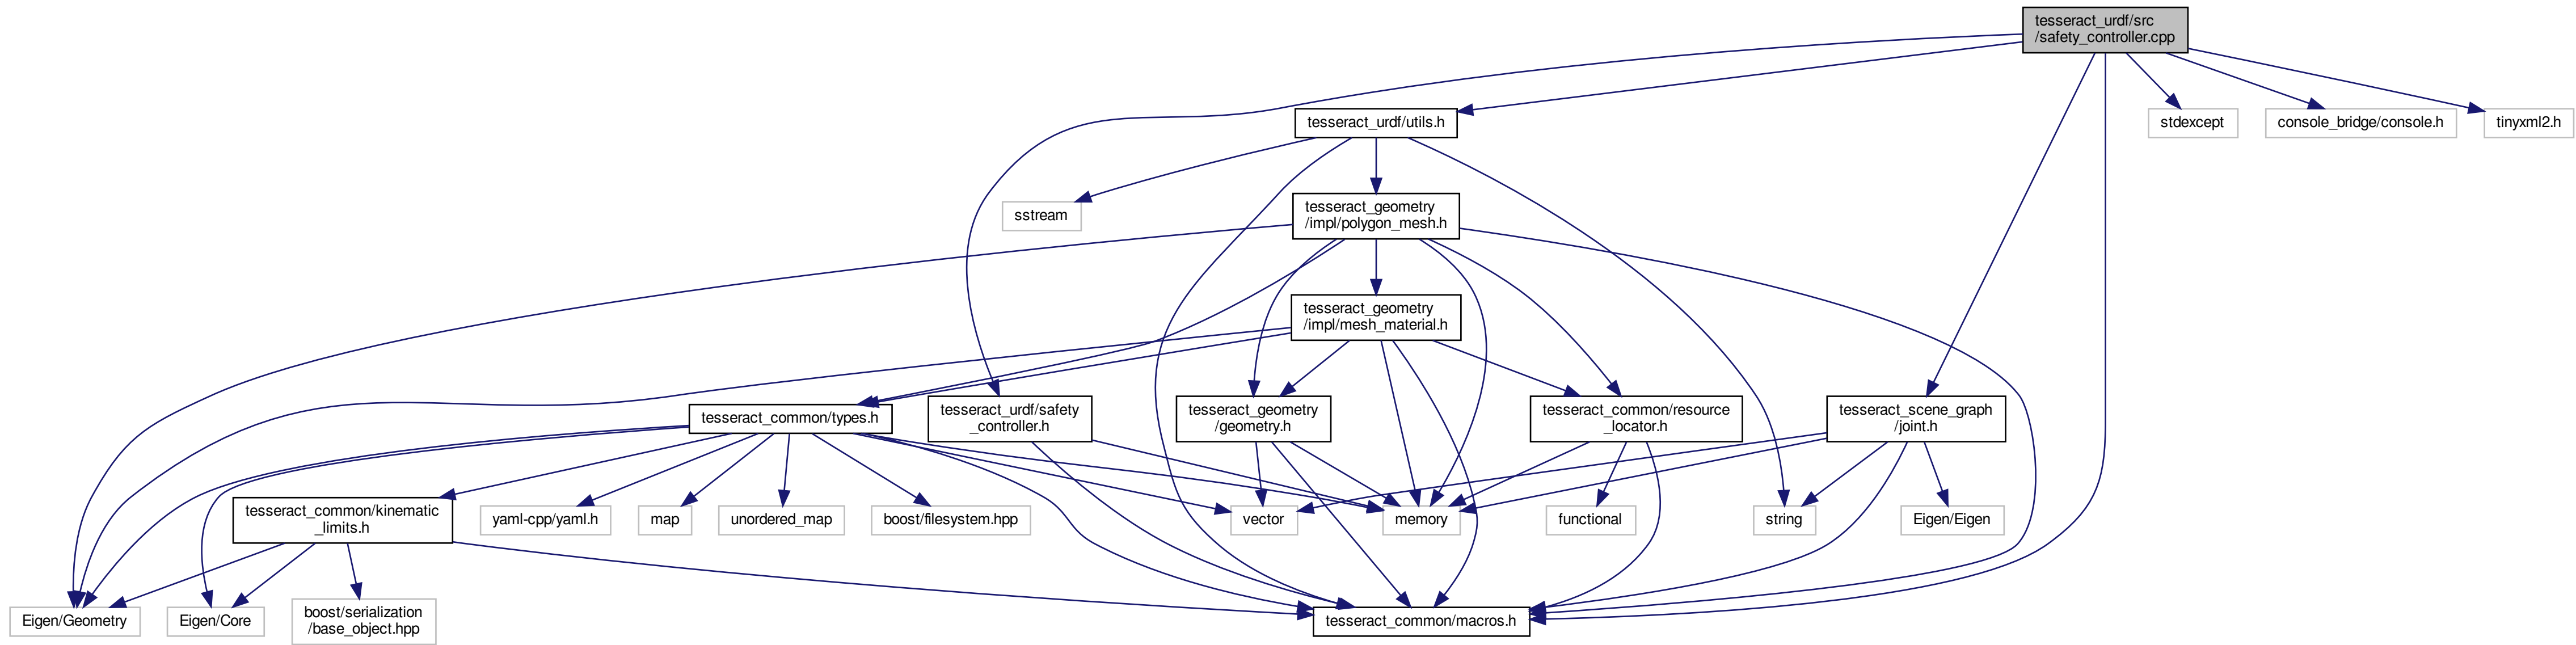 tesseract_urdf/src
/safety_controller.cpp
tesseract_urdf/utils.h
stdexcept
console_bridge/console.h
tinyxml2.h
sstream
tesseract_geometry
/impl/polygon_mesh.h
tesseract_geometry
/impl/mesh_material.h
tesseract_common/types.h
tesseract_urdf/safety
_controller.h
tesseract_geometry
/geometry.h
tesseract_common/resource
_locator.h
tesseract_scene_graph
/joint.h
tesseract_common/kinematic
_limits.h
yaml-cpp/yaml.h
map
unordered_map
boost/filesystem.hpp
vector
memory
functional
string
Eigen/Eigen
Eigen/Geometry
Eigen/Core
boost/serialization
/base_object.hpp
tesseract_common/macros.h